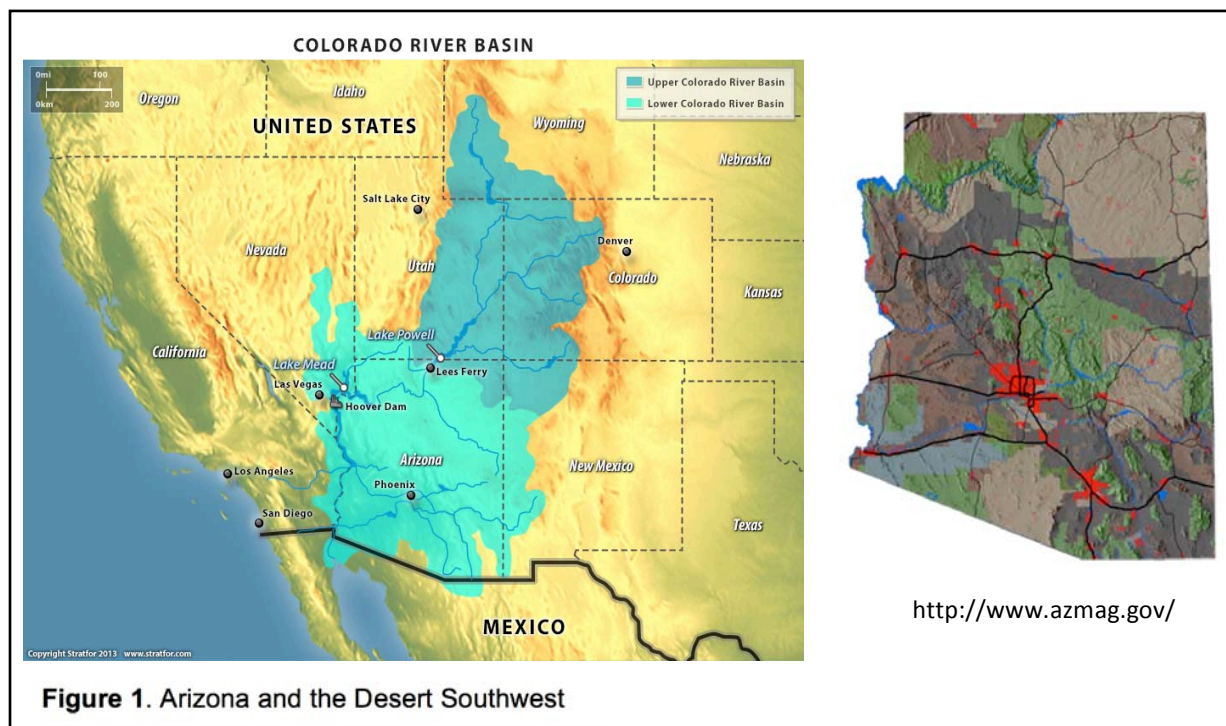 COLORADO RIVER BASIN
0mi 100
0km 200
Upper Colorado River Basin
Lower Colorado River Basin
Oregon
Idaho
Wyoming
UNITED STATES
Nebraska
Salt Lake City
Nevada
Utah
Denver
Colorado
Kansas
California
Lake Powell
Lake Mead
Lees Ferry
Las Vegas
Hoover Dam
Los Angeles
Arizona
New Mexico
Phoenix
San Diego
Texas
MEXICO
Copyright Stratfor 2013 www.stratfor.com
http://www.azmag.gov/
Figure 1. Arizona and the Desert Southwest